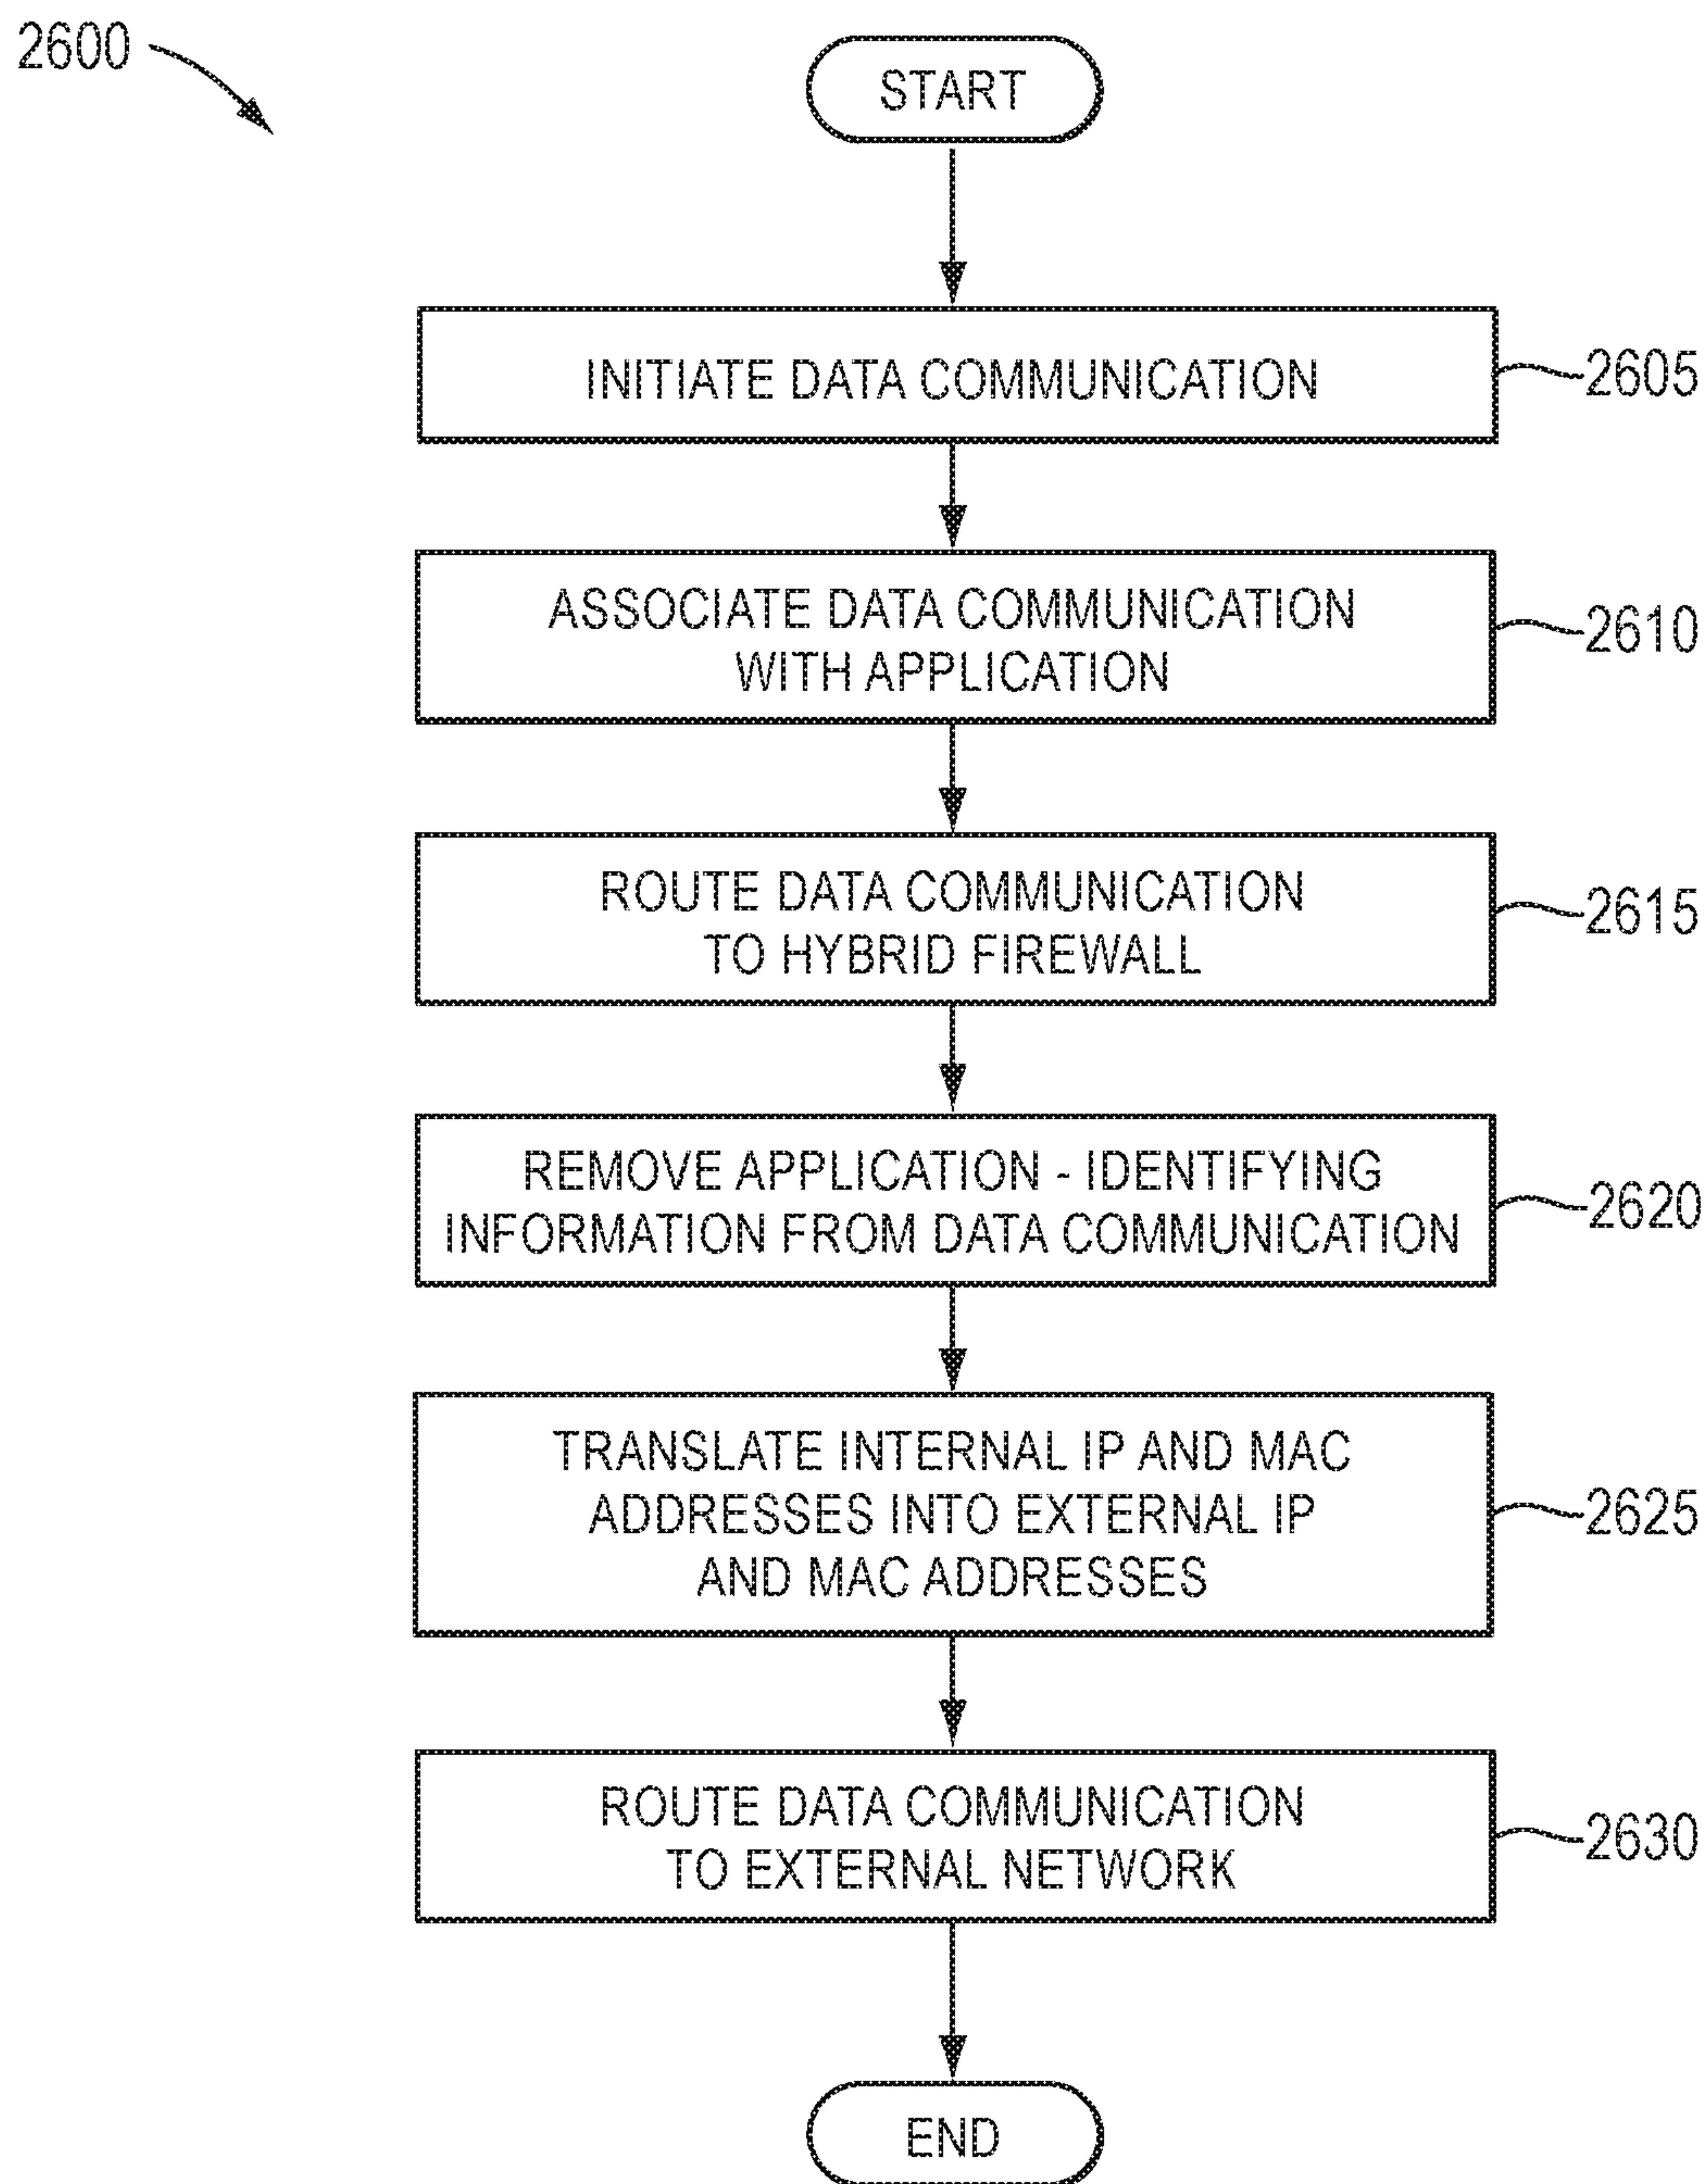 2600
START
INITIATE DATA COMMUNICATION
2605
ASSOCIATE DATA COMMUNICATION
WITH APPLICATION
2610
ROUTE DATA COMMUNICATION
TO HYBRID FIREWALL
2615
REMOVE APPLICATION - IDENTIFYING
INFORMATION FROM DATA COMMUNICATION
2620
TRANSLATE INTERNAL IP AND MAC
ADDRESSES INTO EXTERNAL IP
AND MAC ADDRESSES
2625
ROUTE DATA COMMUNICATION
TO EXTERNAL NETWORK
2630
END